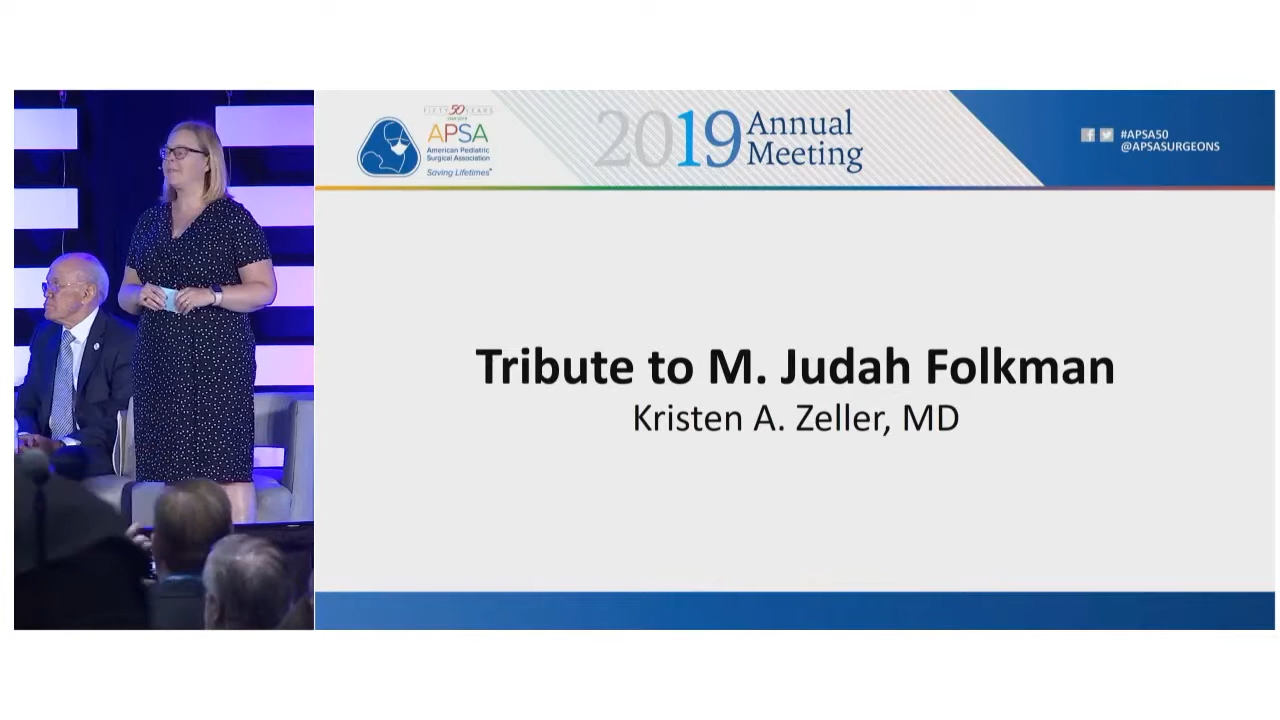 FIFTY 50 YEARS
APSA
American Pediatric
Surgical Association
Saving Lifetimes
2019 Annual
Meeting
#APSA50
@APSASURGEONS
Tribute to M. Judah Folkman
Kristen A. Zeller, MD